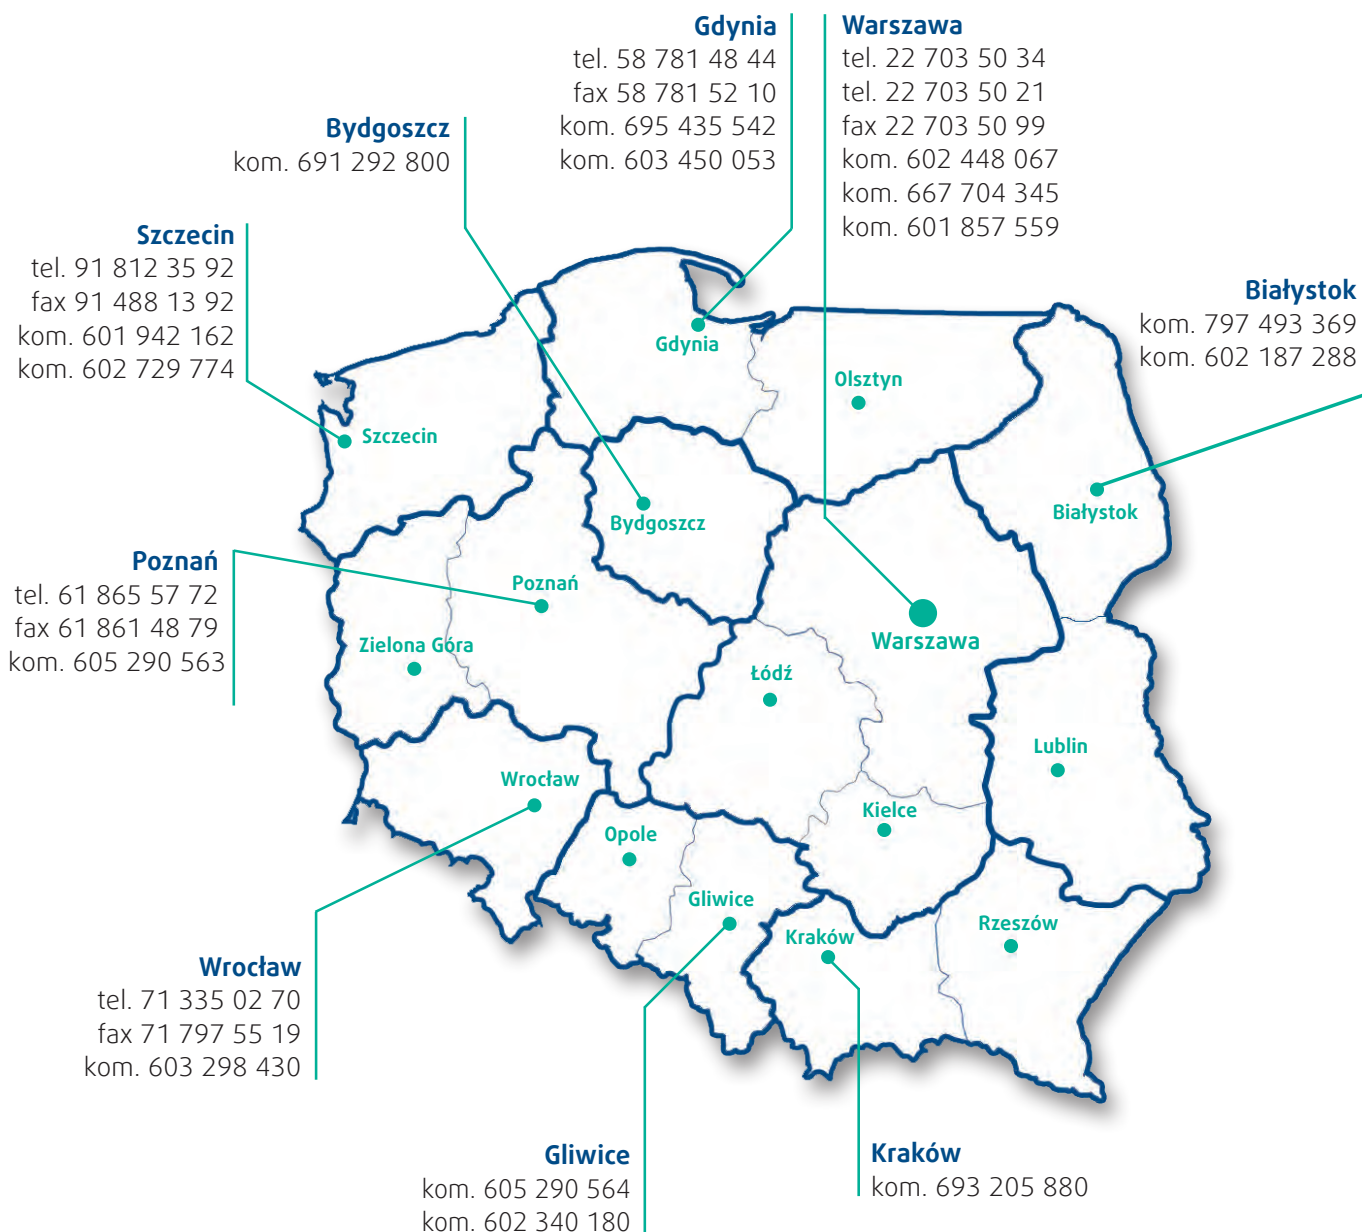 Gdynia
tel. 58 781 48 44
fax 58 781 52 10
kom. 695 435 542
kom. 603 450 053
Warszawa
tel. 22 703 50 34
tel. 22 703 50 21
fax 22 703 50 99
kom. 602 448 067
kom. 667 704 345
kom. 601 857 559
Bydgoszcz
kom. 691 292 800
Szczecin
tel. 91 812 35 92
fax 91 488 13 92
kom. 601 942 162
kom. 602 729 774
Białystok
kom. 797 493 369
kom. 602 187 288
Gdynia
Olsztyn
Szczecin
Bydgoszcz
Białystok
Poznań
tel. 61 865 57 72
fax 61 861 48 79
kom. 605 290 563
Poznań
Zielona Góra
Warszawa
Łódź
Lublin
Wrocław
Opole
Kielce
Gliwice
Kraków
Rzeszów
Wrocław
tel. 71 335 02 70
fax 71 797 55 19
kom. 603 298 430
Gliwice
kom. 605 290 564
kom. 602 340 180
Kraków
kom. 693 205 880